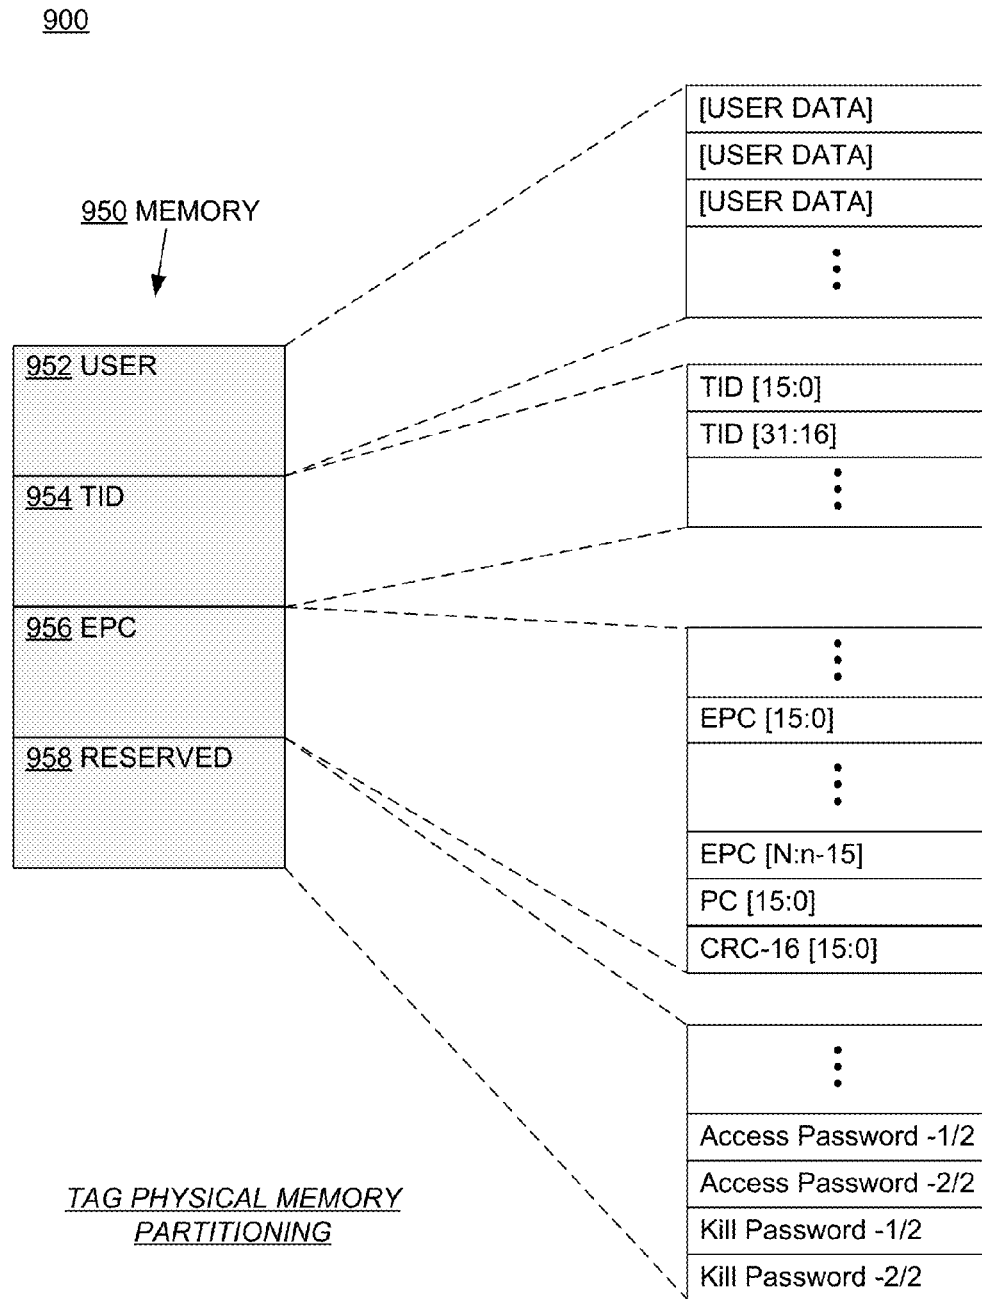 900
950 MEMORY
952 USER
954 TID
956 EPC
958 RESERVED
[USER DATA]
[USER DATA]
[USER DATA]
TID [15:0]
TID [31:16]
EPC [15:0]
EPC [N:n-15]
PC [15:0]
CRC-16 [15:0]
Access Password -1/2
Access Password -2/2
Kill Password -1/2
Kill Password -2/2
TAG PHYSICAL MEMORY
PARTITIONING